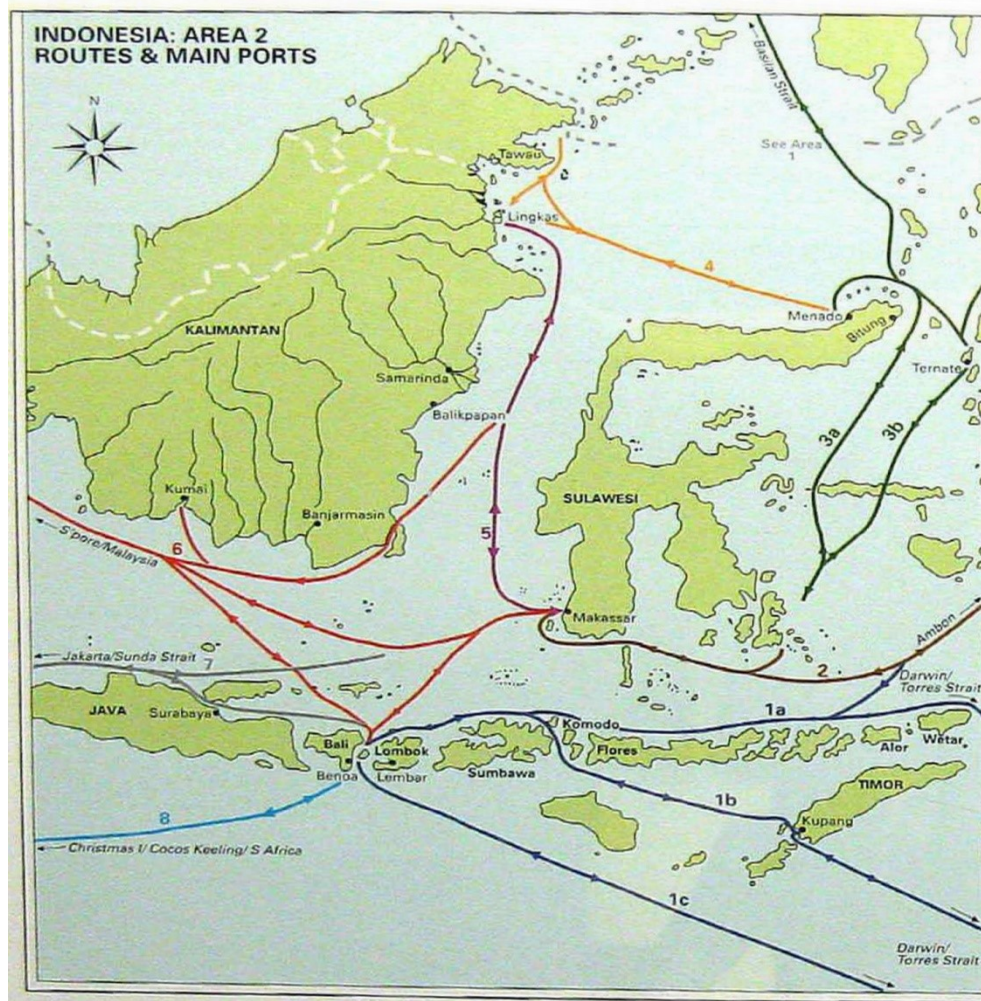 INDONESIA: AREA 2
ROUTES & MAIN PORTS
N
Basilan Strait
See Area
1
Tawau
Lingkas
4
Menado
Bitung
KALIMANTAN
Samarinda
Ternate
Balikpapan
3a
3b
Kumai
SULAWESI
Banjarmasin
S'pore/Malaysia
6
5
Makassar
Ambon
Jakarta/Sunda Strait
7
2
Darwin/
Torres Strait
JAVA
Surabaya
Komodo
1a
Bali
Lombok
Flores
Alor
Wetar
Benoa
Lembar
Sumbawa
TIMOR
1b
8
Kupang
Christmas I/ Cocos Keeling/ S Africa
1c
Darwin/
Torres Strait